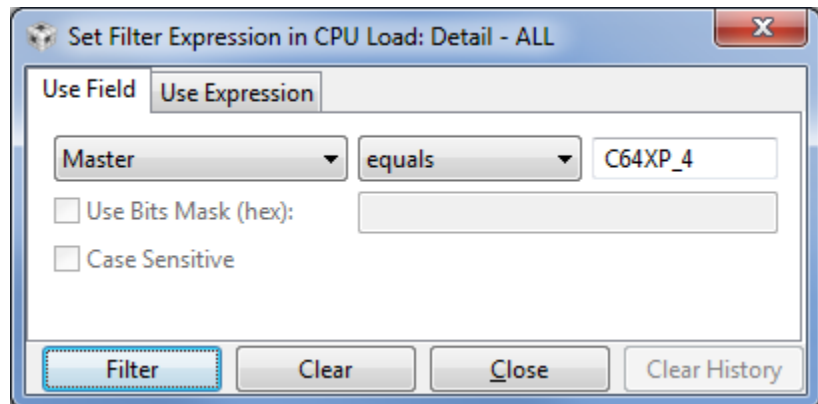 Set Filter Expression in CPU Load: Detail - ALL
Use Field Use Expression
Master equals C64XP_4
Use Bits Mask (hex):
Case Sensitive
Filter Clear Close Clear History